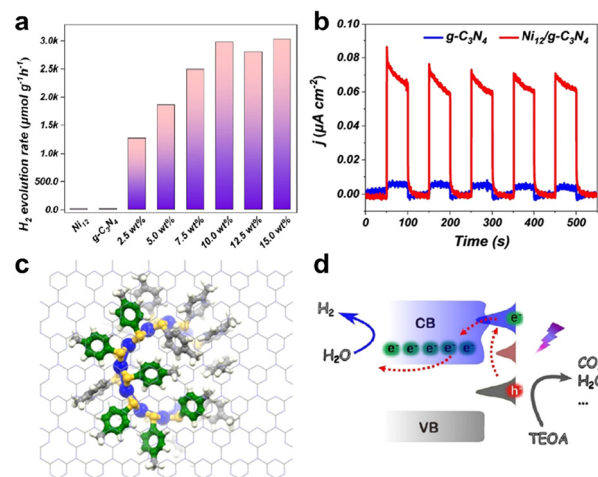 a
H₂ evolution rate (μmol g⁻¹h⁻¹)
3.0k
2.5k
2.0k
1.5k
1.0k
500.0
0.0
Ni₁₂
g-C₃N₄
2.5 wt%
5.0 wt%
7.5 wt%
10.0 wt%
12.5 wt%
15.0 wt%
b
g-C₃N₄
Ni₁₂/g-C₃N₄
j (μA cm⁻²)
0.10
0.08
0.06
0.04
0.02
0.00
0 100 200 300 400 500
Time (s)
c
d
H₂
H₂O
CB
e⁻
e⁻ e⁻ e⁻ e⁻ e⁻
h⁺
VB
TEOA
CO
H₂O
...